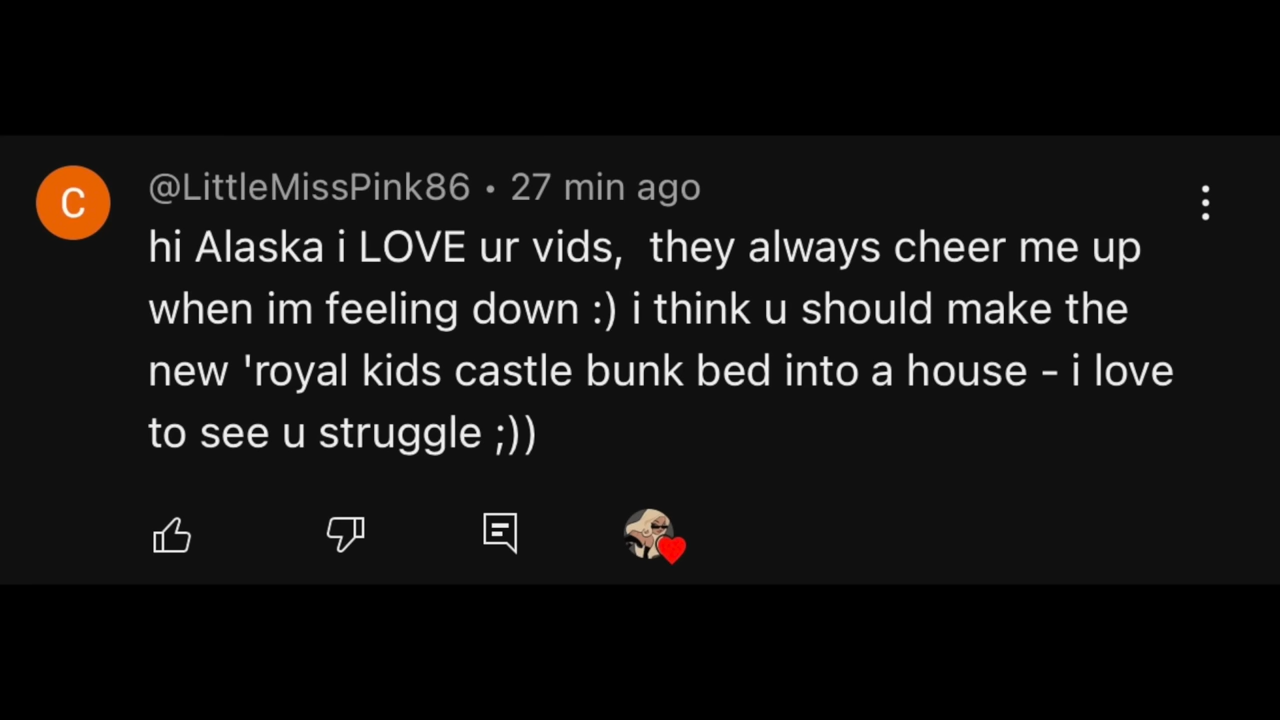 C
@LittleMissPink86 • 27 min ago
hi Alaska i LOVE ur vids,  they always cheer me up
when im feeling down :) i think u should make the
new 'royal kids castle bunk bed into a house - i love
to see u struggle ;))